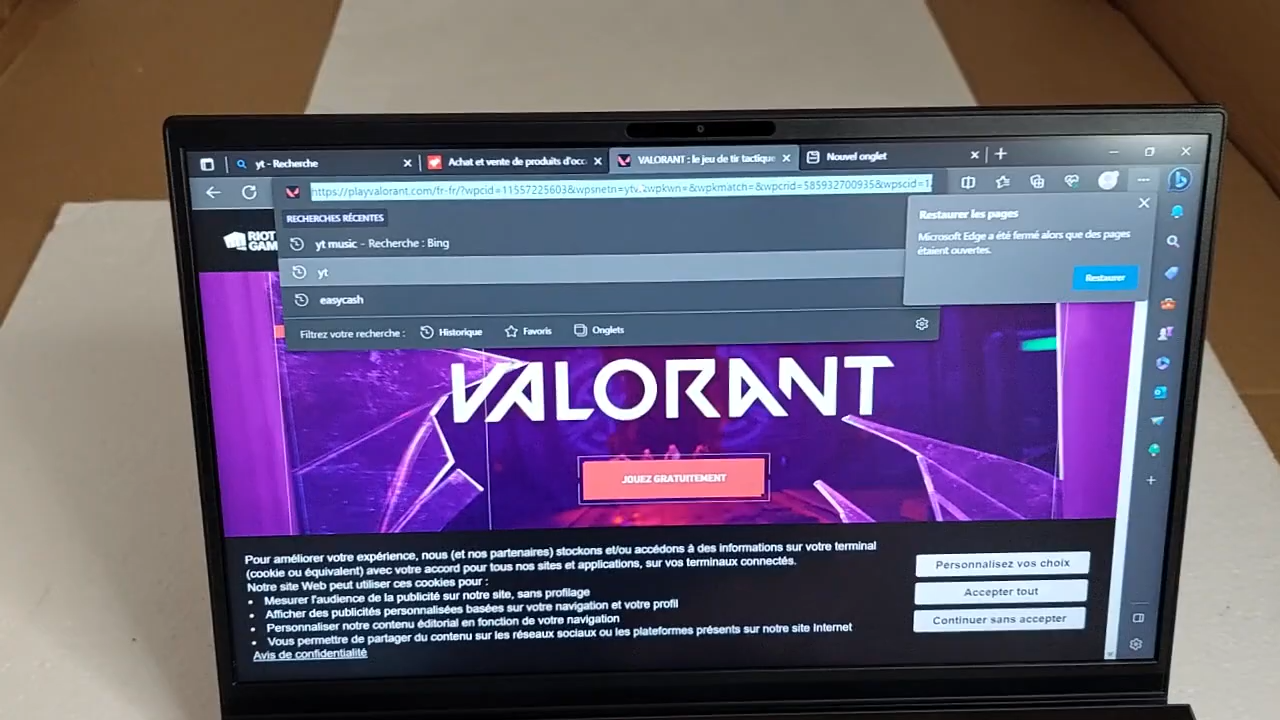 yt - Recherche
Achat et vente de produits d'occ
VALORANT : le jeu de tir tactique
Nouvel onglet
https://playvalorant.com/fr-fr/?wpcid=11557225603&wpsnetn=ytv&wpkwn=&wpkmatch=&wpcrid=585932700935&wpscid=1
RECHERCHES RÉCENTES
yt music - Recherche : Bing
yt
easycash
Filtrez votre recherche :
Historique
Favoris
Onglets
Restaurer les pages
Microsoft Edge a été fermé alors que des pages
étaient ouvertes.
Restaurer
RIOT
GAM
VALORANT
JOUEZ GRATUITEMENT
Pour améliorer votre expérience, nous (et nos partenaires) stockons et/ou accédons à des informations sur votre terminal
(cookie ou équivalent) avec votre accord pour tous nos sites et applications, sur vos terminaux connectés.
Notre site Web peut utiliser ces cookies pour :
• Mesurer l'audience de la publicité sur notre site, sans profilage
• Afficher des publicités personnalisées basées sur votre navigation et votre profil
• Personnaliser notre contenu éditorial en fonction de votre navigation
• Vous permettre de partager du contenu sur les réseaux sociaux ou les plateformes présents sur notre site Internet
Avis de confidentialité
Personnalisez vos choix
Accepter tout
Continuer sans accepter